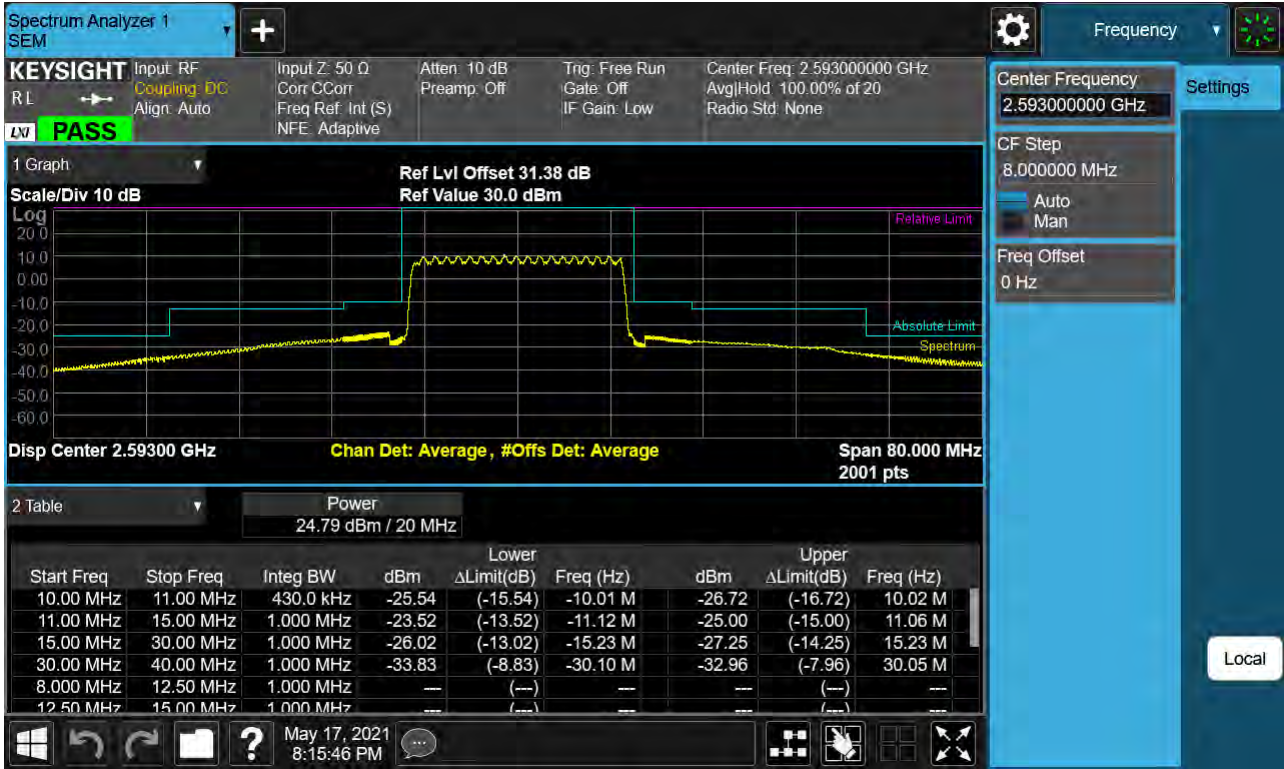 Spectrum Analyzer 1
SEM
Frequency
KEYSIGHT
RL
LXI
PASS
Input: RF
Coupling: DC
Align: Auto
Input Z: 50 Ω
Corr CCorr
Freq Ref: Int (S)
NFE: Adaptive
Atten: 10 dB
Preamp: Off
Trig: Free Run
Gate: Off
IF Gain: Low
Center Freq: 2.593000000 GHz
Avg|Hold: 100.00% of 20
Radio Std: None
Center Frequency
2.593000000 GHz
Settings
CF Step
8.000000 MHz
Auto
Man
Freq Offset
0 Hz
Local
1 Graph
Scale/Div 10 dB
Ref Lvl Offset 31.38 dB
Ref Value 30.0 dBm
Log
20.0
10.0
0.00
-10.0
-20.0
-30.0
-40.0
-50.0
-60.0
Relative Limit
Absolute Limit
Spectrum
Disp Center 2.59300 GHz Chan Det: Average , #Offs Det: Average Span 80.000 MHz
2001 pts
2 Table
Power
24.79 dBm / 20 MHz
Lower Upper
Start Freq Stop Freq Integ BW dBm ΔLimit(dB) Freq (Hz) dBm ΔLimit(dB) Freq (Hz)
10.00 MHz 11.00 MHz 430.0 kHz -25.54 (-15.54) -10.01 M -26.72 (-16.72) 10.02 M
11.00 MHz 15.00 MHz 1.000 MHz -23.52 (-13.52) -11.12 M -25.00 (-15.00) 11.06 M
15.00 MHz 30.00 MHz 1.000 MHz -26.02 (-13.02) -15.23 M -27.25 (-14.25) 15.23 M
30.00 MHz 40.00 MHz 1.000 MHz -33.83 (-8.83) -30.10 M -32.96 (-7.96) 30.05 M
8.000 MHz 12.50 MHz 1.000 MHz --- (---) --- --- (---) ---
12.50 MHz 15.00 MHz 1.000 MHz --- (---) --- --- (---) ---
May 17, 2021
8:15:46 PM